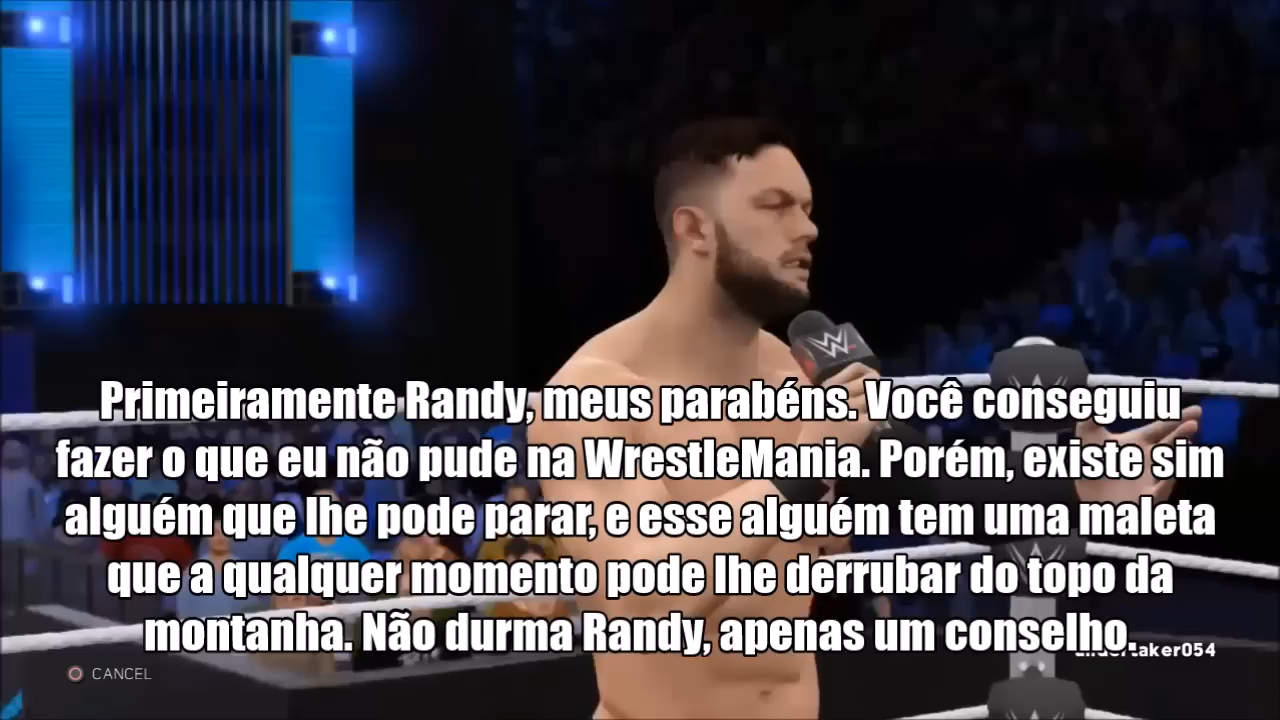 Primeiramente Randy, meus parabéns. Você conseguiu
fazer o que eu não pude na WrestleMania. Porém, existe sim
alguém que lhe pode parar, e esse alguém tem uma maleta
que a qualquer momento pode lhe derrubar do topo da
montanha. Não durma Randy, apenas um conselho.
CANCEL